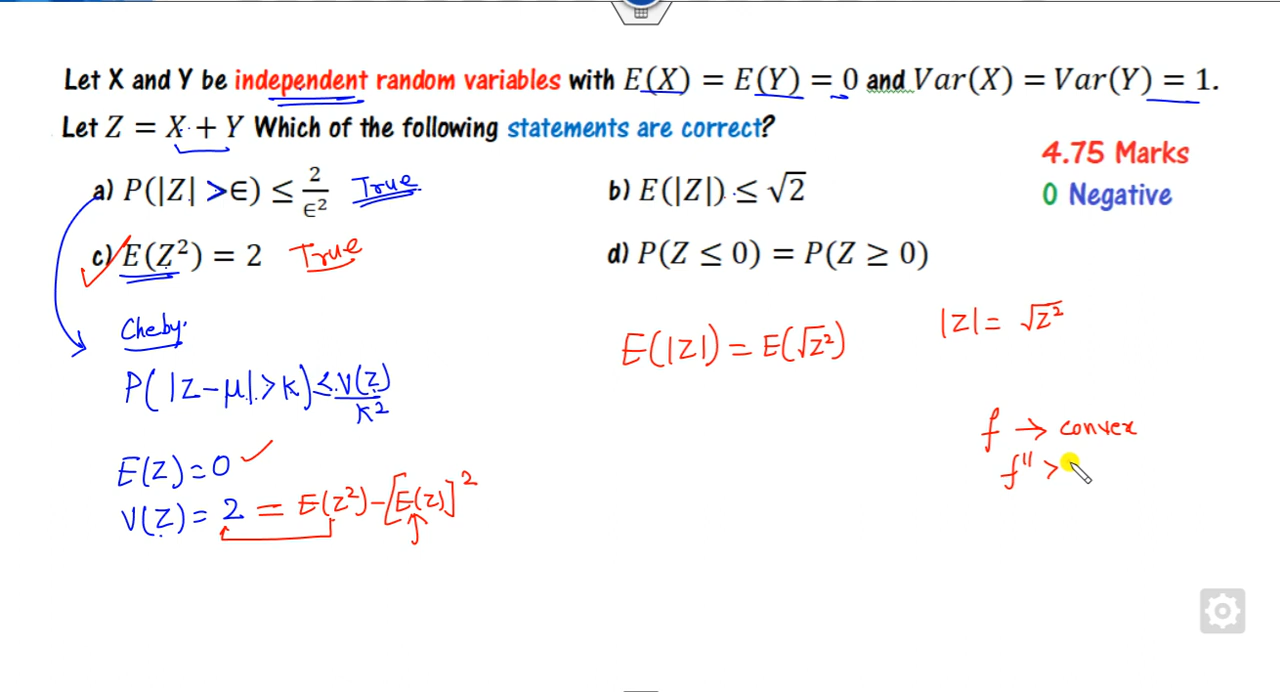 Let X and Y be independent random variables with E(X) = E(Y) = 0 and Var(X) = Var(Y) = 1.
Let Z = X + Y Which of the following statements are correct?
4.75 Marks
0 Negative
a) P(|Z| >∈) ≤ 2/∈² True
b) E(|Z|) ≤ √2
c) E(Z²) = 2 True
d) P(Z ≤ 0) = P(Z ≥ 0)
Cheby.
P(|Z-μ|>k) ≤ V(Z)/k²
E(Z)=0
V(Z) = 2 = E(Z²)-[E(Z)]²
E(|Z|) = E(√Z²)
|Z| = √Z²
f → convex
f" >